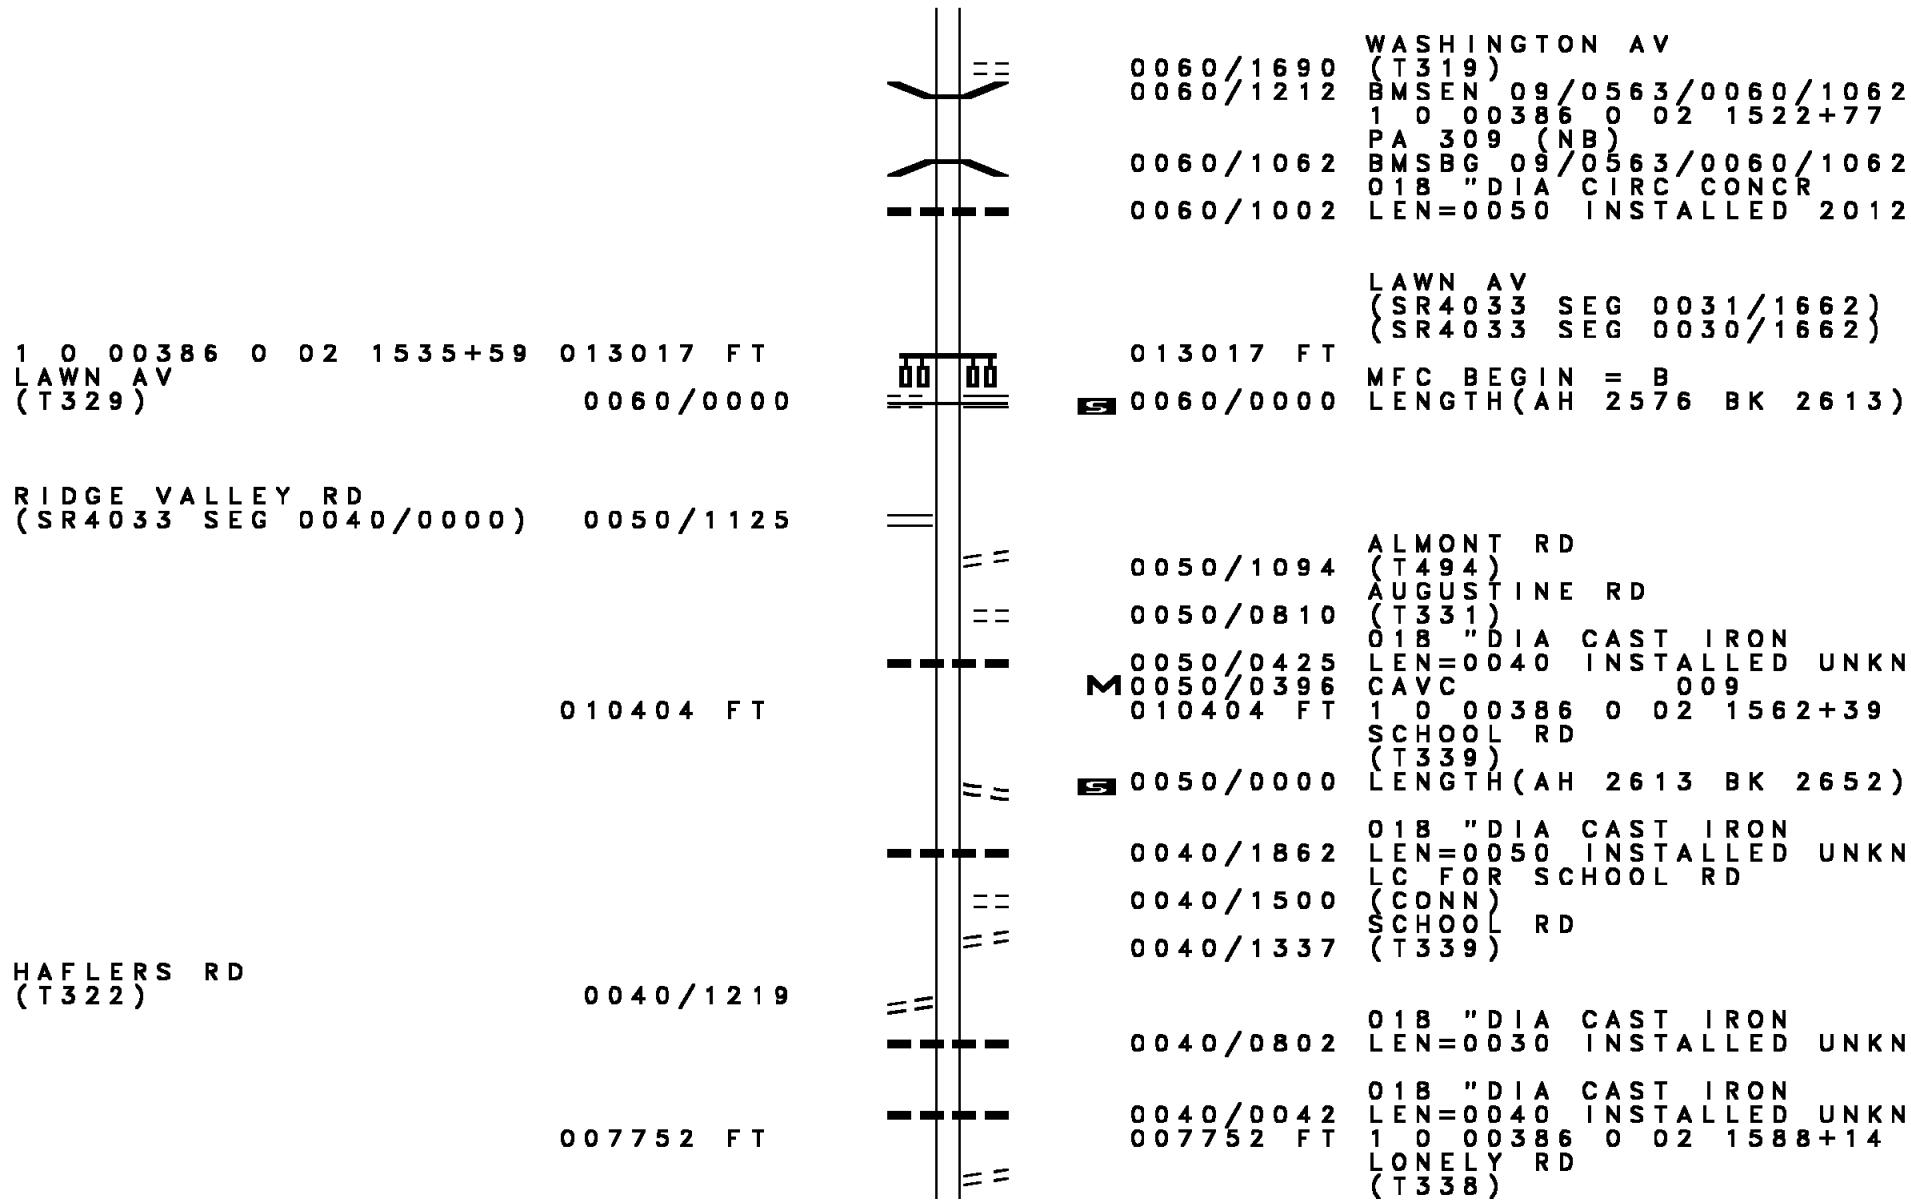 WASHINGTON AV
0060/1690 (T319)
0060/1212 BMSEN 09/0563/0060/1062
1 0 00386 0 02 1522+77
PA 309 (NB)
0060/1062 BMSBG 09/0563/0060/1062
018 "DIA CIRC CONCR
0060/1002 LEN=0050 INSTALLED 2012
LAWN AV
(SR4033 SEG 0031/1662)
(SR4033 SEG 0030/1662)
1 0 00386 0 02 1535+59 013017 FT 013017 FT
LAWN AV MFC BEGIN = B
(T329) 0060/0000 S 0060/0000 LENGTH(AH 2576 BK 2613)
RIDGE VALLEY RD
(SR4033 SEG 0040/0000) 0050/1125
ALMONT RD
0050/1094 (T494)
AUGUSTINE RD
0050/0810 (T331)
018 "DIA CAST IRON
0050/0425 LEN=0040 INSTALLED UNKN
M 0050/0396 CAVC 009
010404 FT 010404 FT 1 0 00386 0 02 1562+39
SCHOOL RD
(T339)
S 0050/0000 LENGTH(AH 2613 BK 2652)
018 "DIA CAST IRON
0040/1862 LEN=0050 INSTALLED UNKN
LC FOR SCHOOL RD
0040/1500 (CONN)
SCHOOL RD
0040/1337 (T339)
HAFLERS RD
(T322) 0040/1219
018 "DIA CAST IRON
0040/0802 LEN=0030 INSTALLED UNKN
018 "DIA CAST IRON
0040/0042 LEN=0040 INSTALLED UNKN
007752 FT 007752 FT 1 0 00386 0 02 1588+14
LONELY RD
(T338)